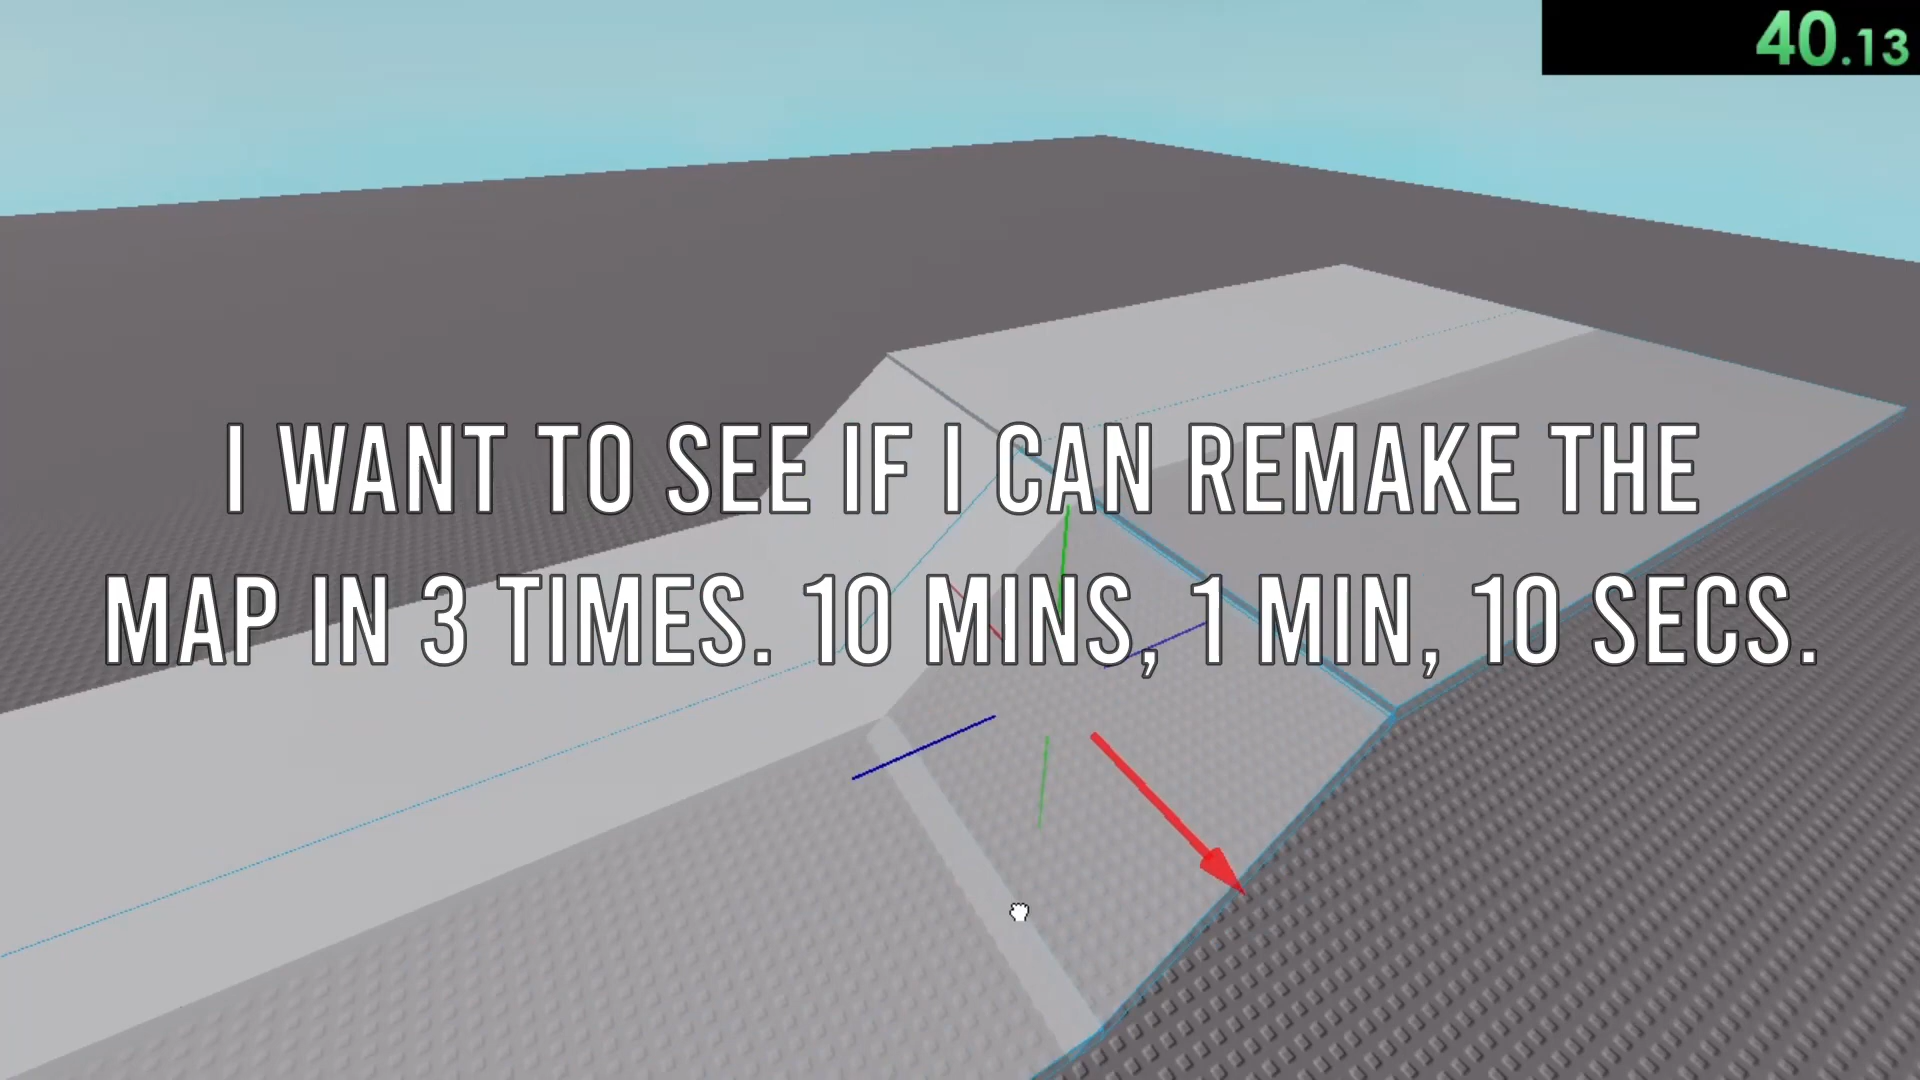 40.13
I WANT TO SEE IF I CAN REMAKE THE
MAP IN 3 TIMES. 10 MINS, 1 MIN, 10 SECS.